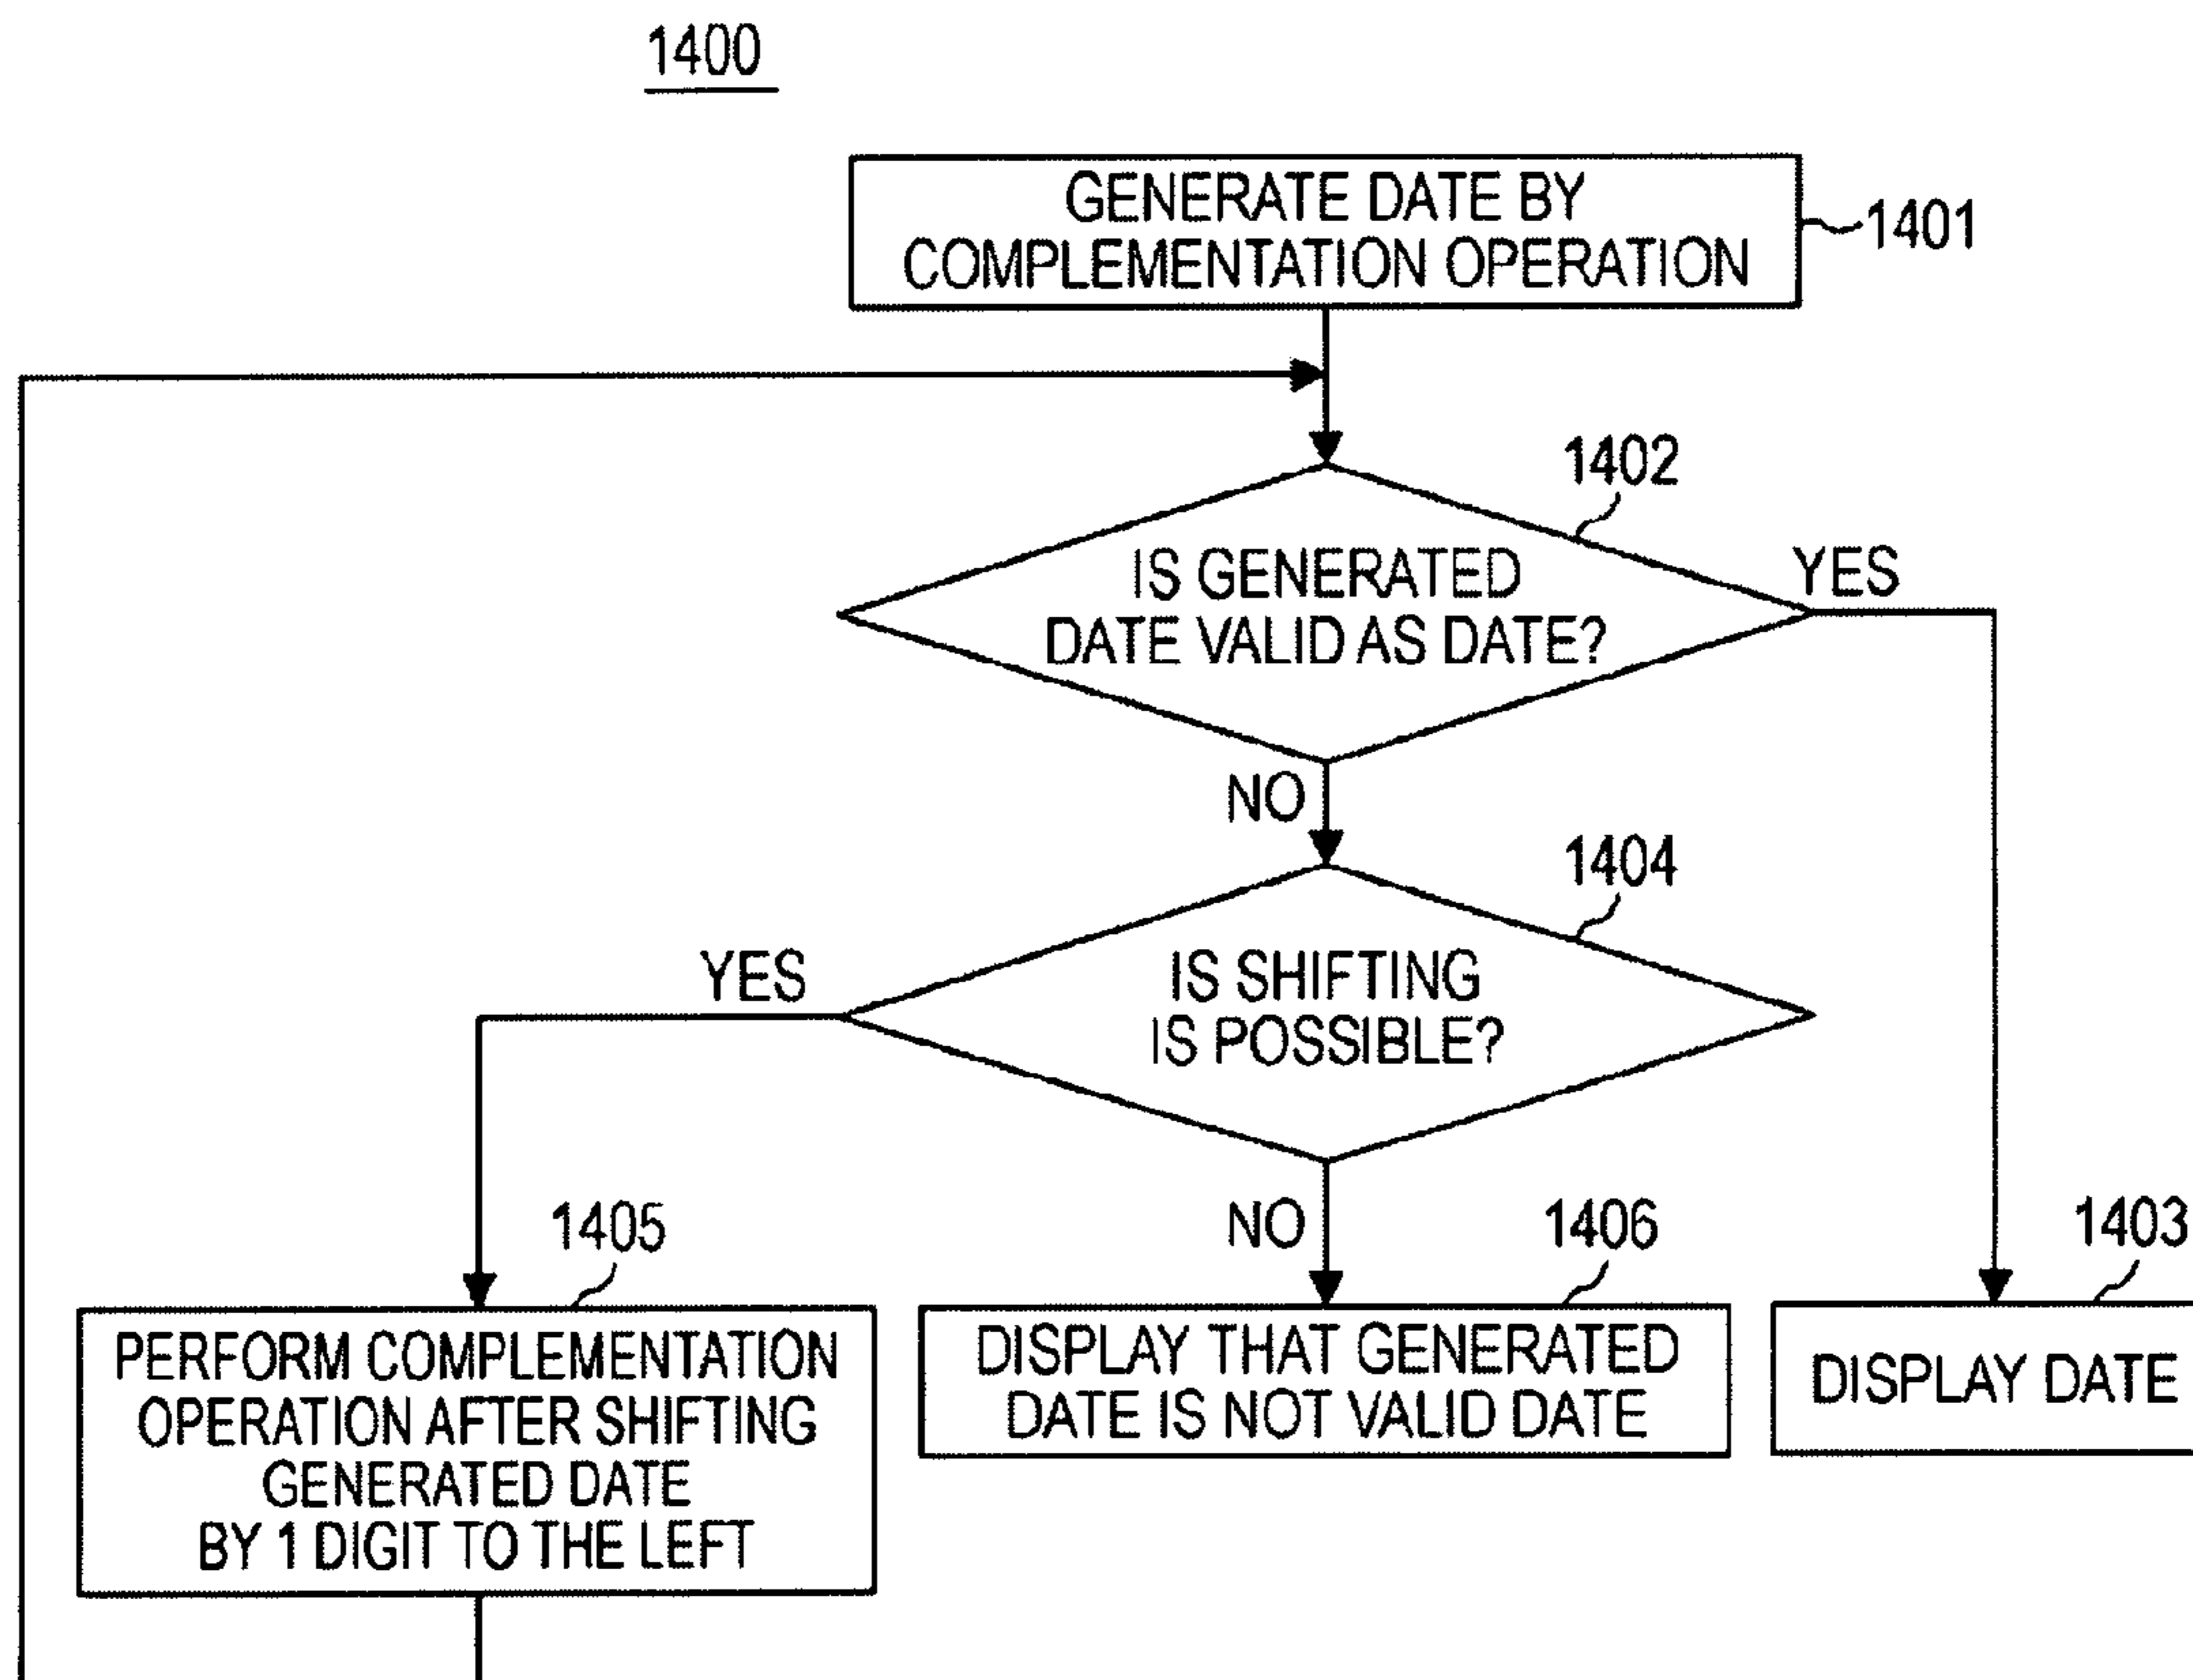 1400
GENERATE DATE BY
COMPLEMENTATION OPERATION
1401
1402
IS GENERATED
DATE VALID AS DATE?
YES
NO
1404
IS SHIFTING
IS POSSIBLE?
YES
NO
1405
PERFORM COMPLEMENTATION
OPERATION AFTER SHIFTING
GENERATED DATE
BY 1 DIGIT TO THE LEFT
1406
DISPLAY THAT GENERATED
DATE IS NOT VALID DATE
1403
DISPLAY DATE